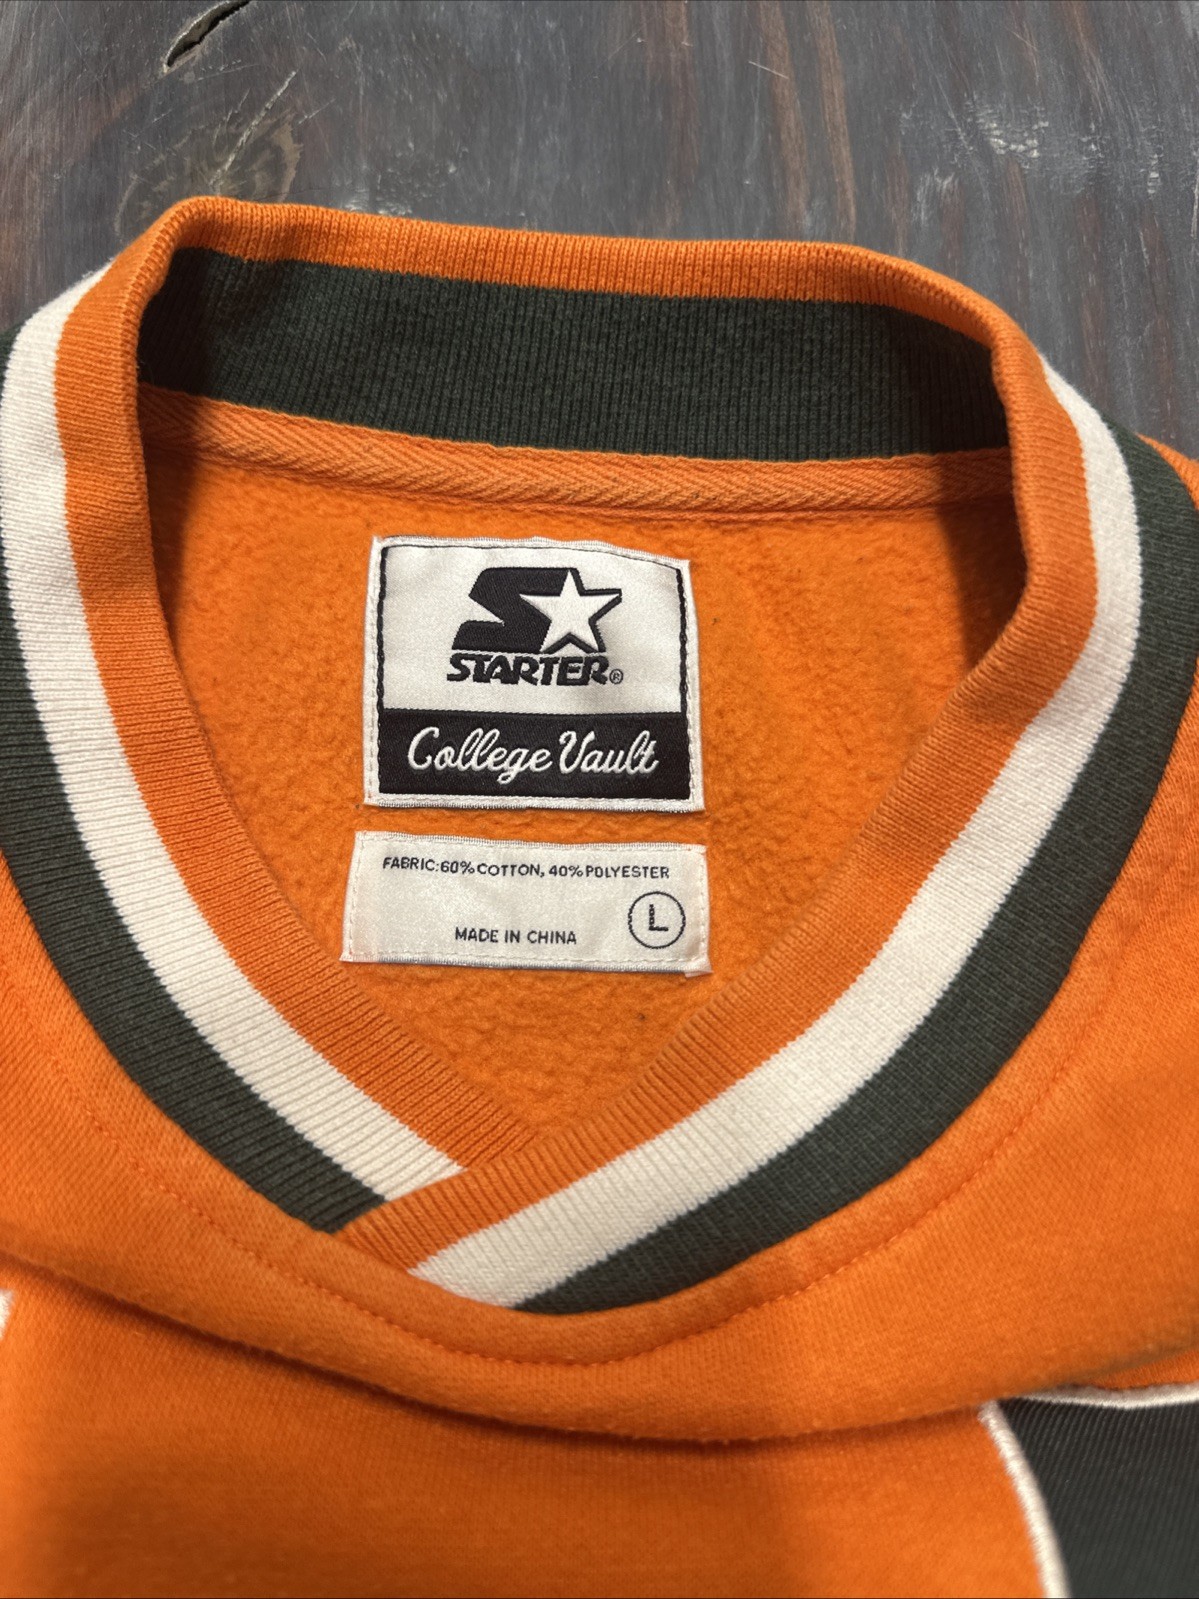 STARTER®
College Vault
FABRIC:60%COTTON, 40%POLYESTER
L
MADE IN CHINA